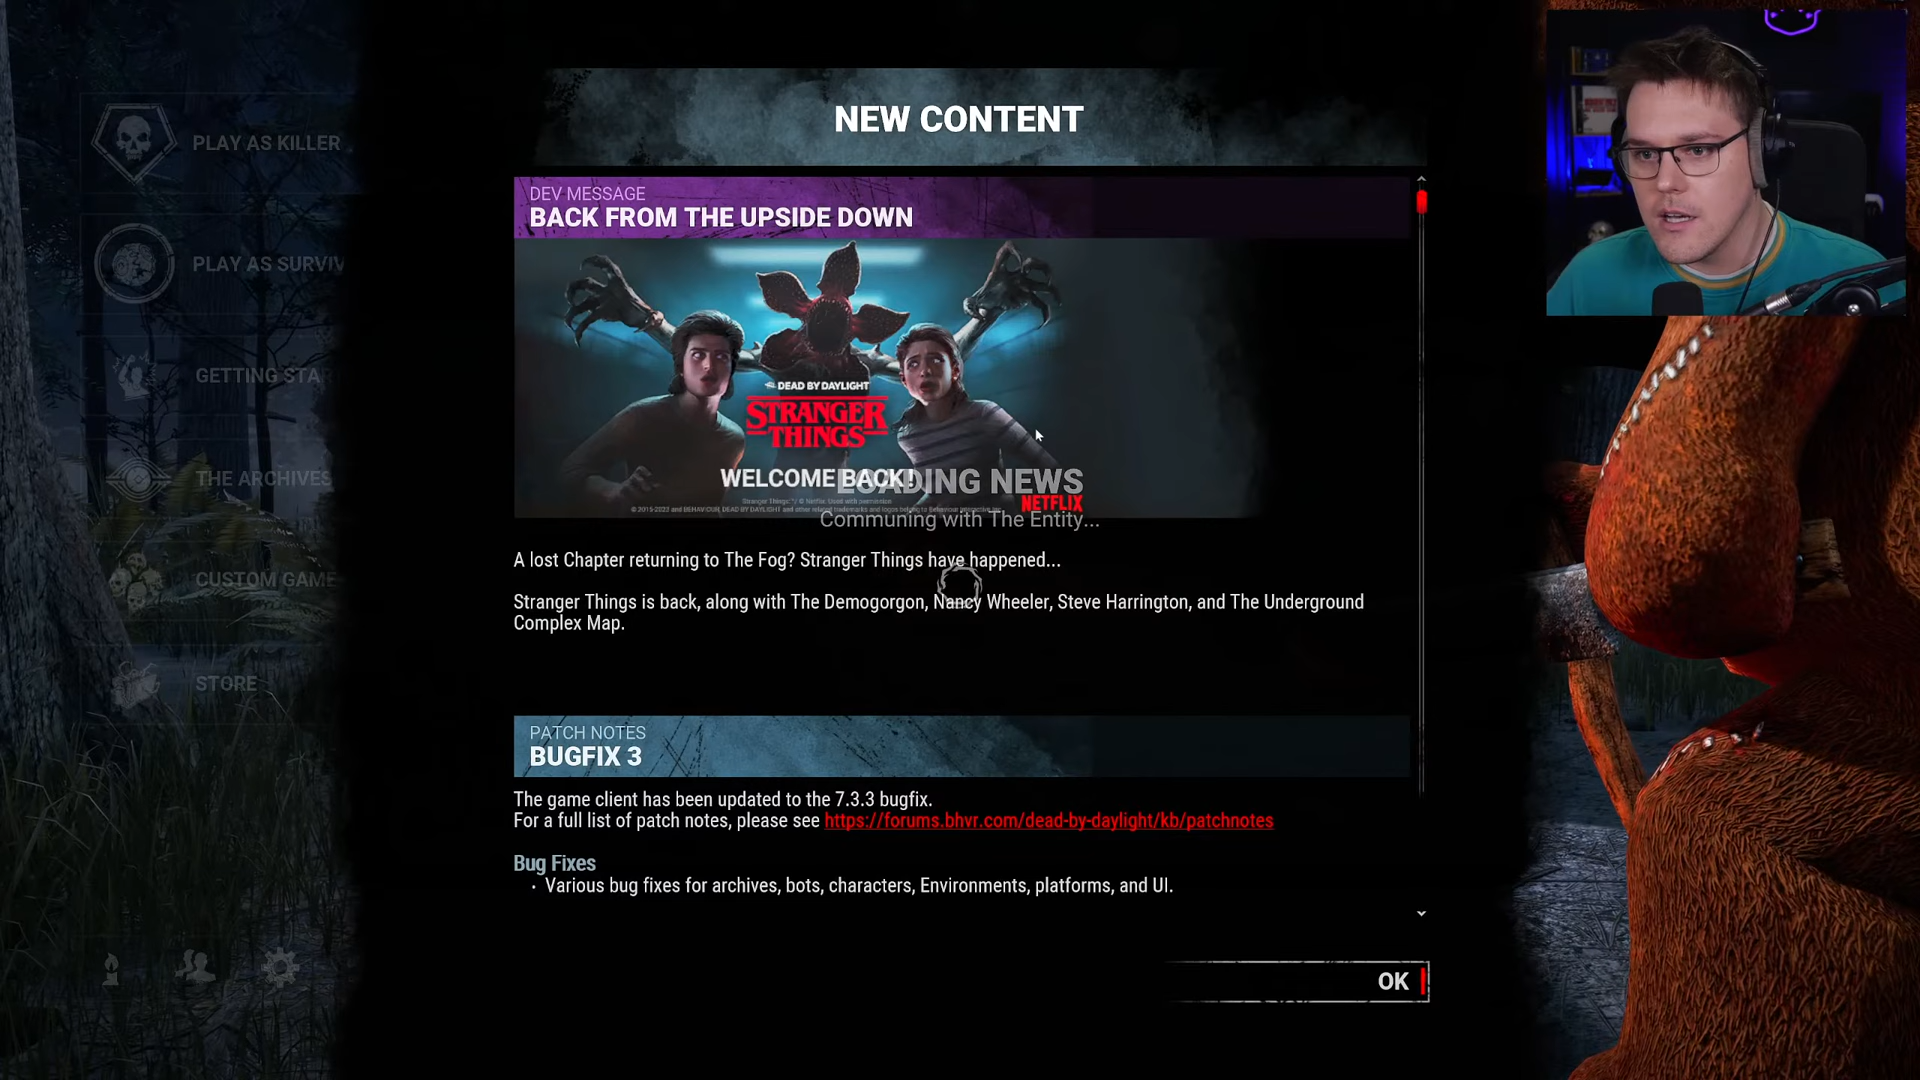 NEW CONTENT
DEV MESSAGE
BACK FROM THE UPSIDE DOWN
DEAD BY DAYLIGHT
STRANGER
THINGS
WELCOME BACK!
LOADING NEWS
NETFLIX
Communing with The Entity...
A lost Chapter returning to The Fog? Stranger Things have happened...
Stranger Things is back, along with The Demogorgon, Nancy Wheeler, Steve Harrington, and The Underground
Complex Map.
PATCH NOTES
BUGFIX 3
The game client has been updated to the 7.3.3 bugfix.
For a full list of patch notes, please see https://forums.bhvr.com/dead-by-daylight/kb/patchnotes
Bug Fixes
· Various bug fixes for archives, bots, characters, Environments, platforms, and UI.
OK
PLAY AS KILLER
PLAY AS SURVIV
GETTING STA
THE ARCHIVES
CUSTOM GAME
STORE